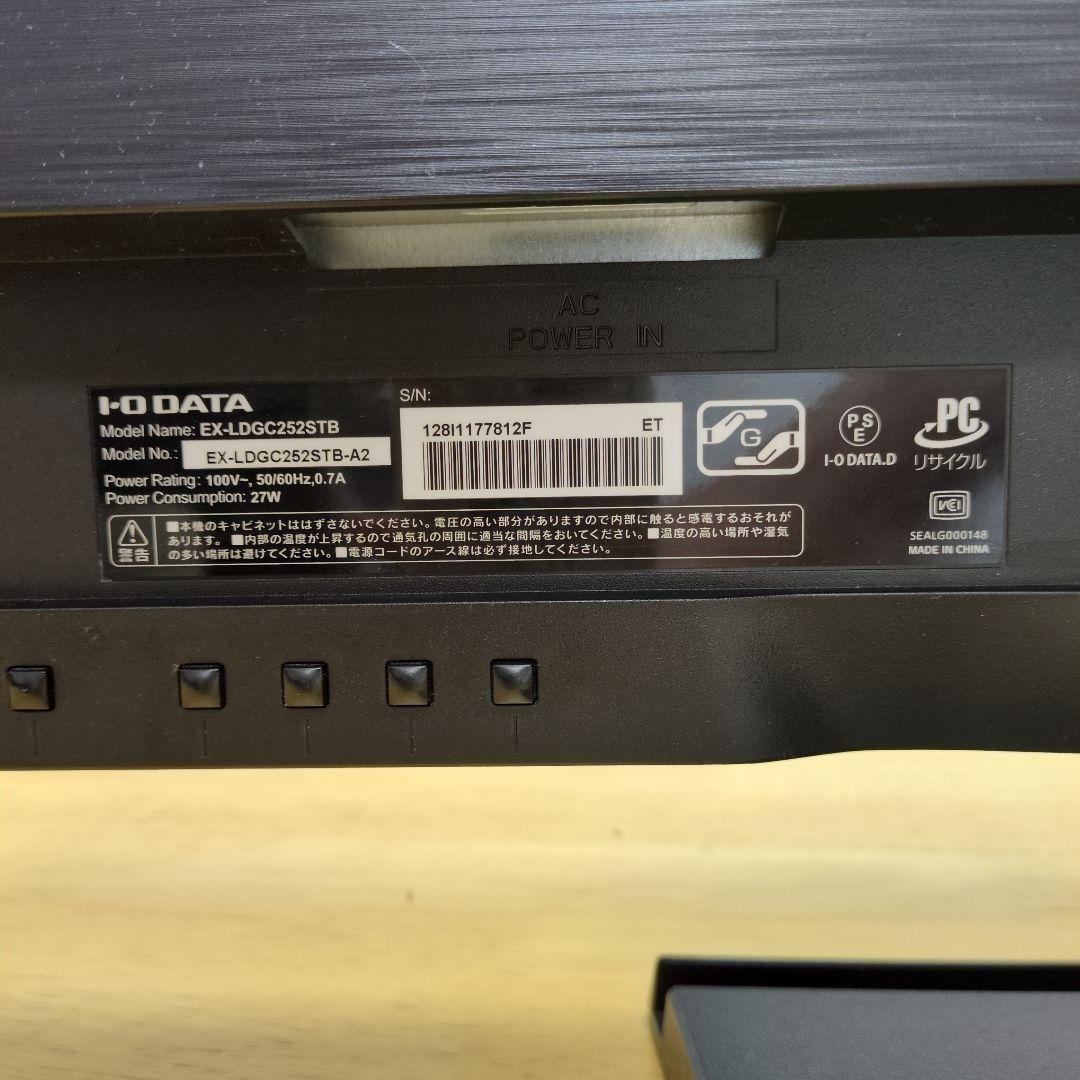 AC
POWER IN
I-O DATA
Model Name: EX-LDGC252STB
Model No.: EX-LDGC252STB-A2
Power Rating: 100V~, 50/60Hz,0.7A
Power Consumption: 27W
S/N:
128I1177812F ET
G
PS
E
I-O DATA.D
PC
リサイクル
VCCI
SEALG000148
MADE IN CHINA
警告
■本機のキャビネットははずさないでください。電圧の高い部分がありますので内部に触ると感電するおそれが
あります。 ■内部の温度が上昇するので通気孔の周囲に適当な間隔をおいてください。■温度の高い場所や湿気
の多い場所は避けてください。■電源コードのアース線は必ず接地してください。